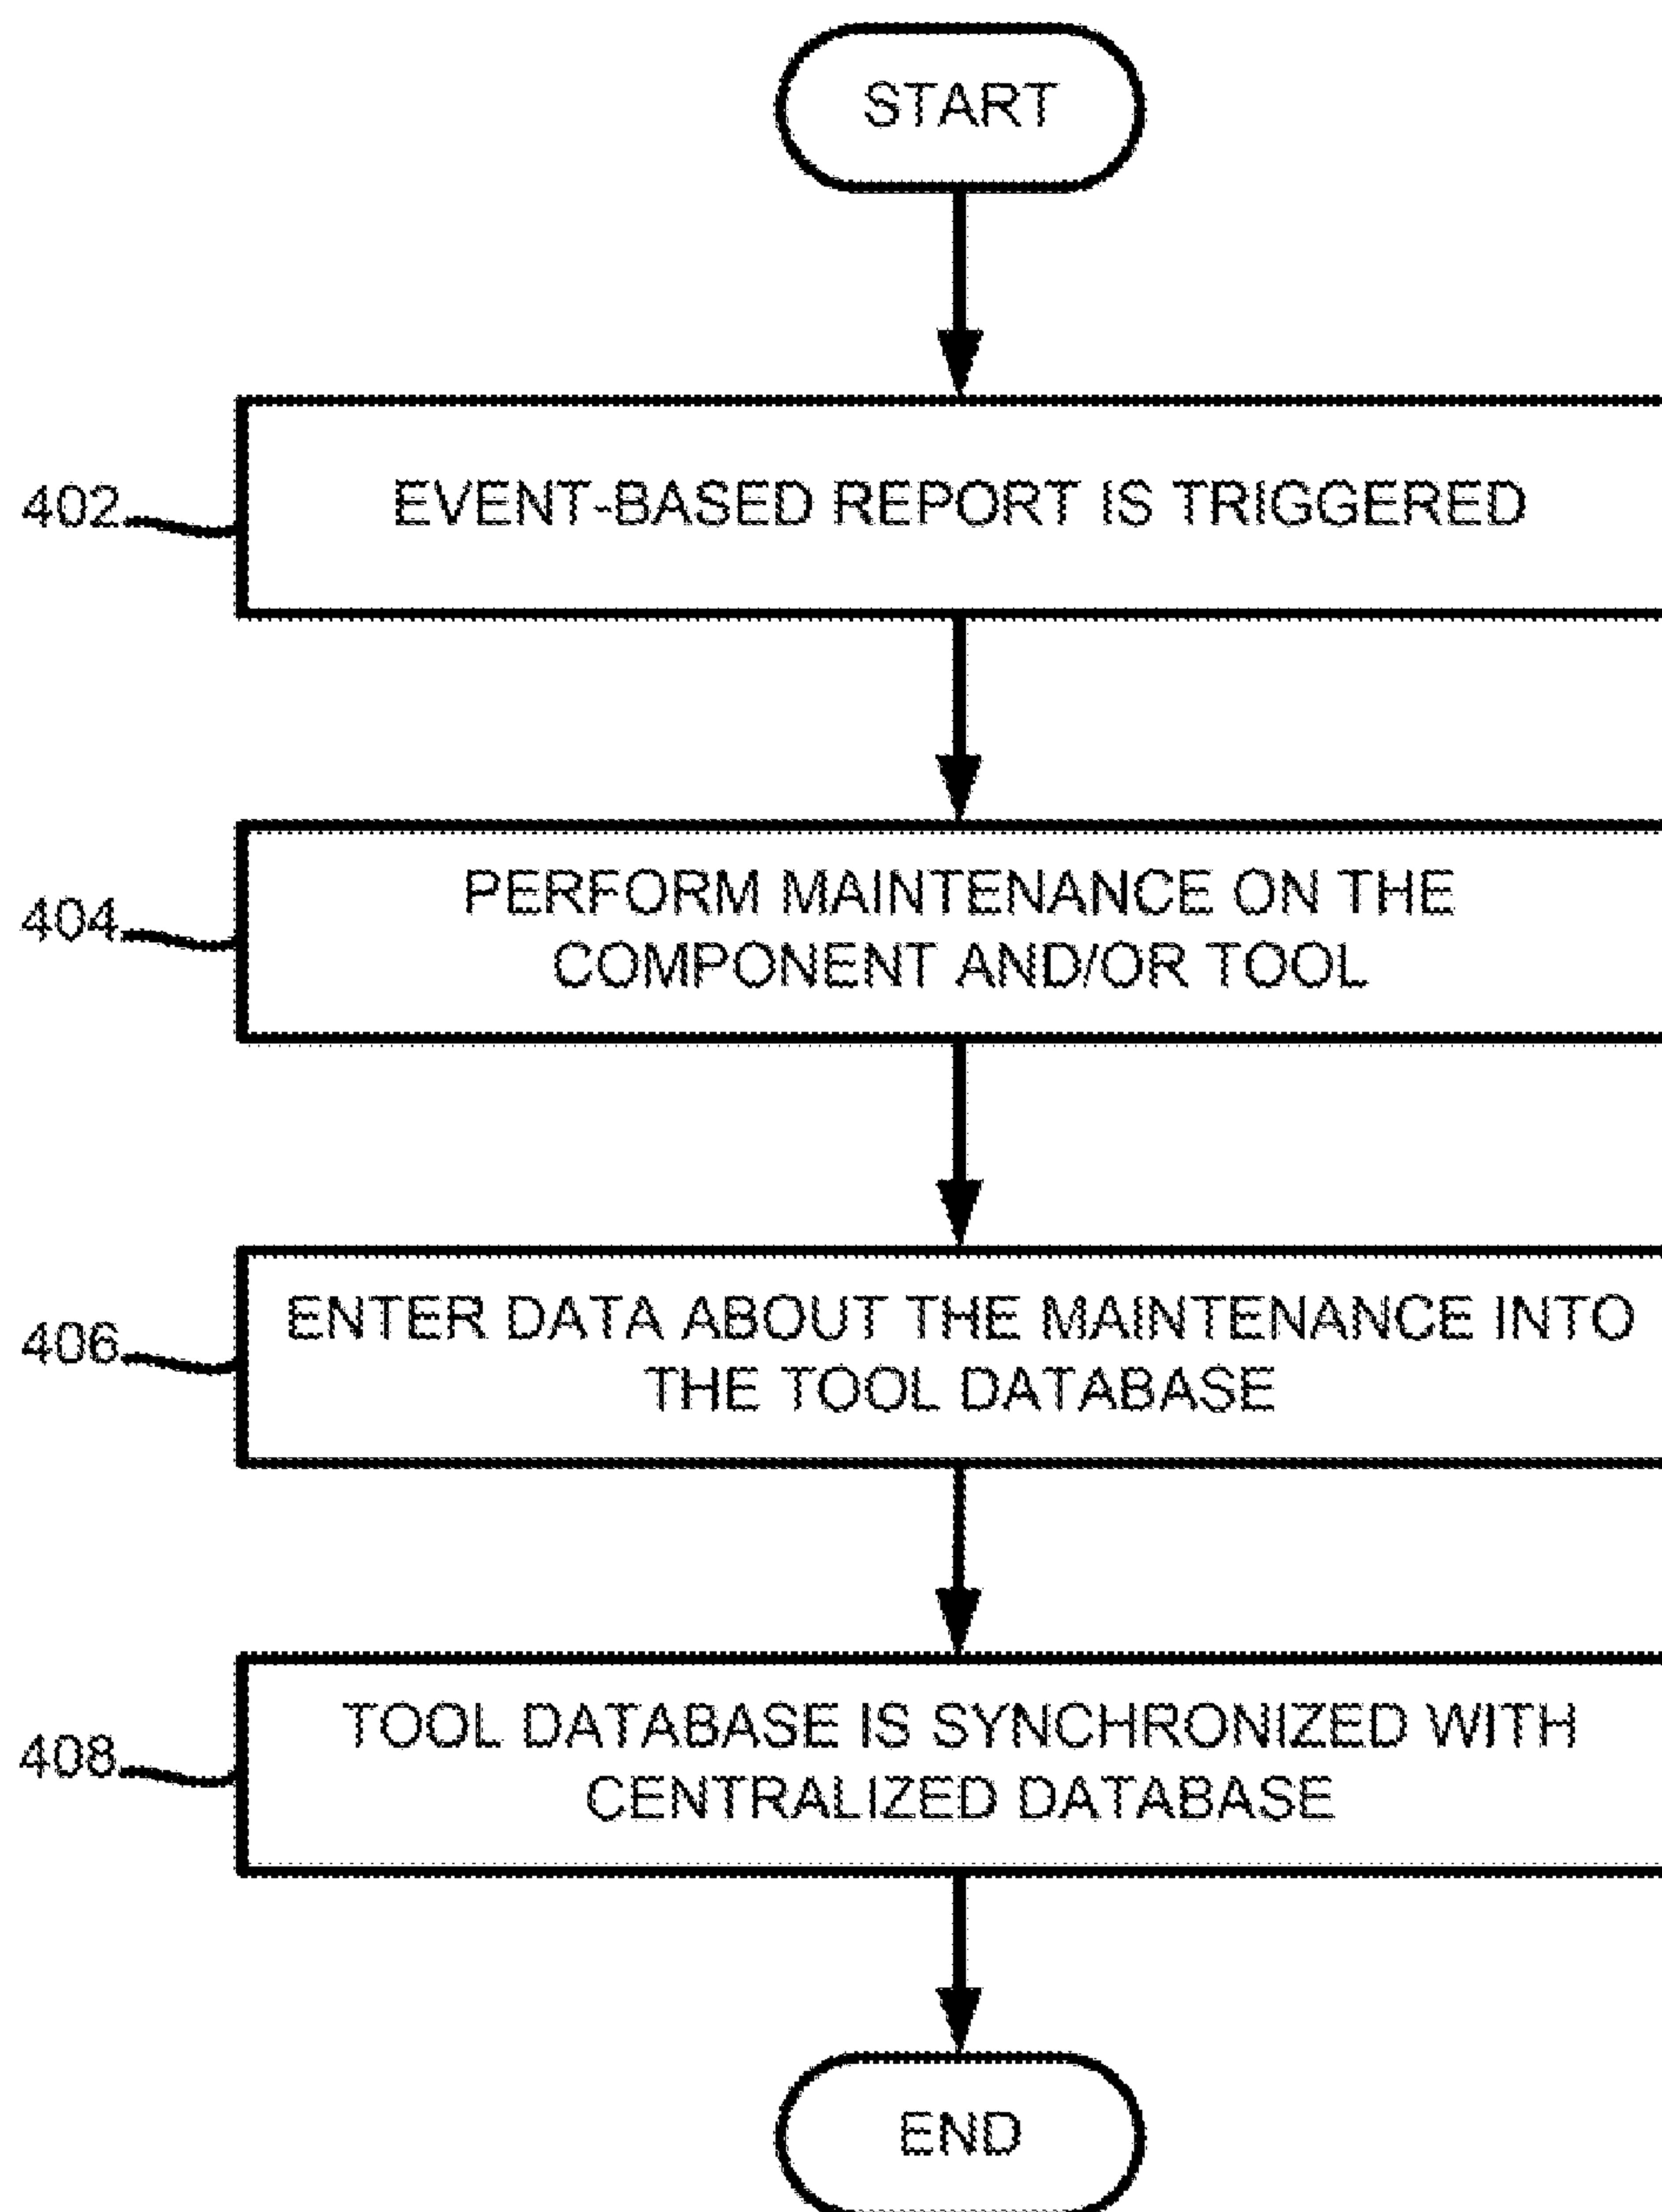 START
402
EVENT-BASED REPORT IS TRIGGERED
404
PERFORM MAINTENANCE ON THE
COMPONENT AND/OR TOOL
406
ENTER DATA ABOUT THE MAINTENANCE INTO
THE TOOL DATABASE
408
TOOL DATABASE IS SYNCHRONIZED WITH
CENTRALIZED DATABASE
END